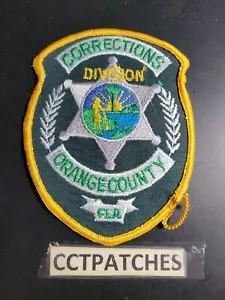 CORRECTIONS
DIVISION
ORANGE COUNTY
FLA
CCTPATCHES